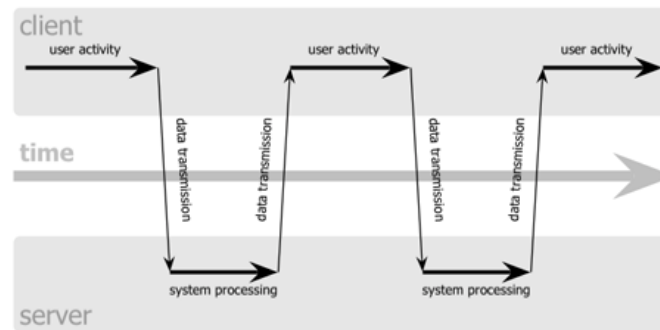 client
user activity
user activity
user activity
data transmission
data transmission
data transmission
data transmission
time
system processing
system processing
server